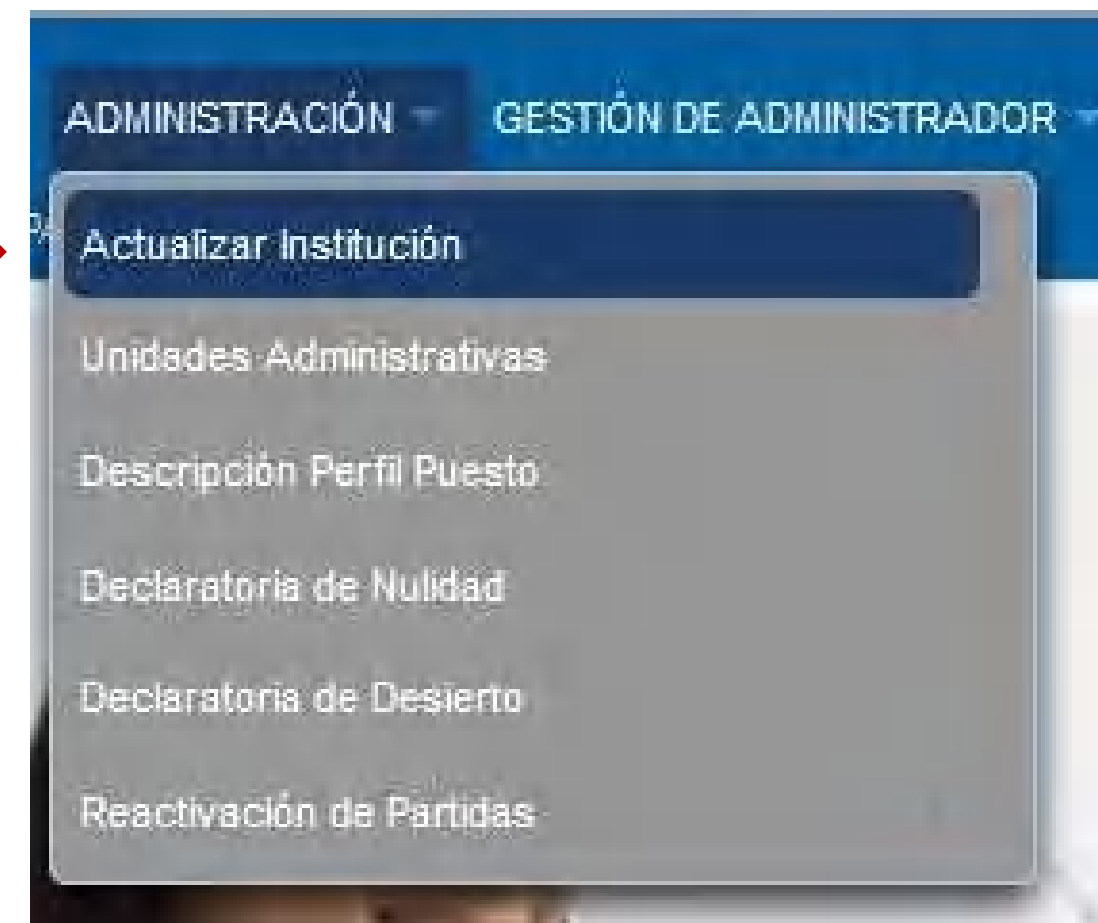 ADMINISTRACIÓN GESTIÓN DE ADMINISTRADOR
Actualizar Institución
Unidades Administrativas
Descripción Perfil Puesto
Declaratoria de Nulidad
Declaratoria de Desierto
Reactivación de Partidas